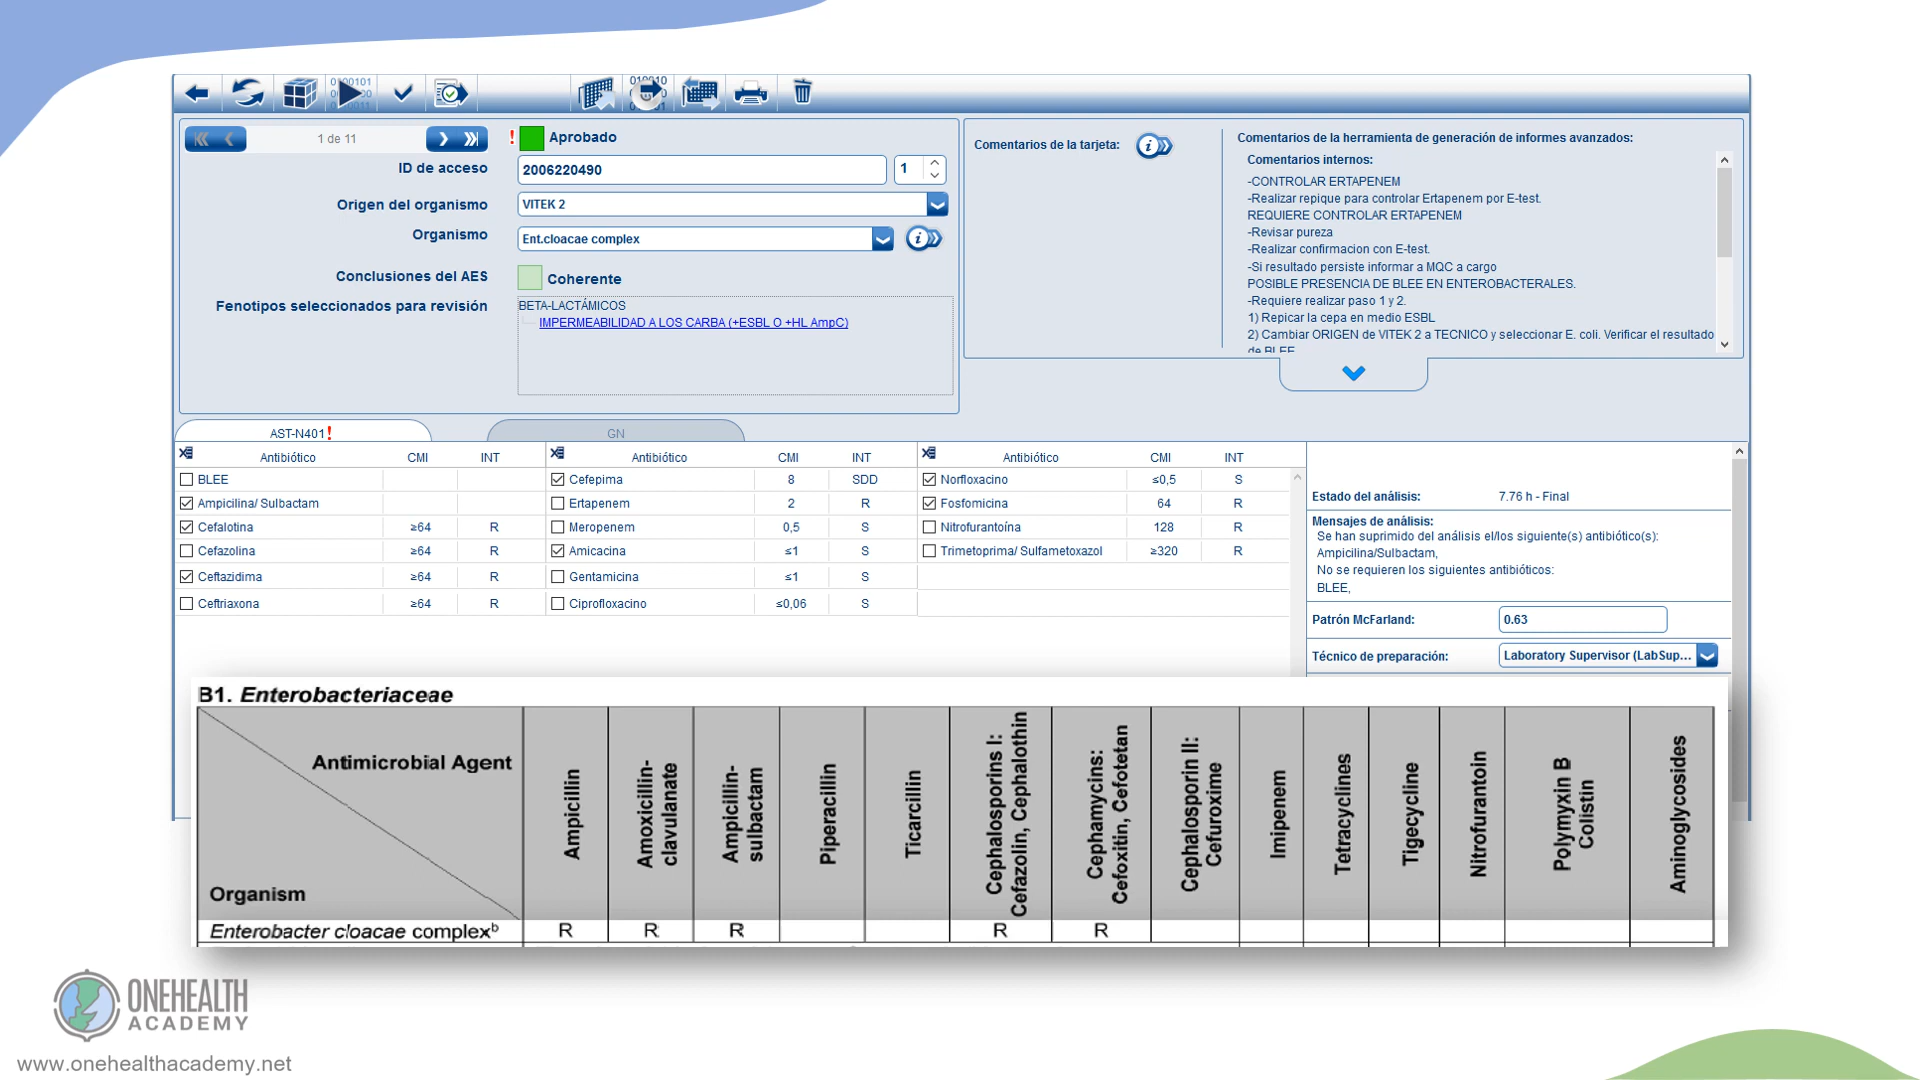 1 de 11
! Aprobado
ID de acceso 2006220490 1
Origen del organismo VITEK 2
Organismo Ent.cloacae complex
Conclusiones del AES Coherente
Fenotipos seleccionados para revisión BETA-LACTÁMICOS
IMPERMEABILIDAD A LOS CARBA (+ESBL O +HL AmpC)
Comentarios de la tarjeta:
Comentarios de la herramienta de generación de informes avanzados:
Comentarios internos:
-CONTROLAR ERTAPENEM
-Realizar repique para controlar Ertapenem por E-test.
REQUIERE CONTROLAR ERTAPENEM
-Revisar pureza
-Realizar confirmacion con E-test.
-Si resultado persiste informar a MQC a cargo
POSIBLE PRESENCIA DE BLEE EN ENTEROBACTERALES.
-Requiere realizar paso 1 y 2.
1) Repicar la cepa en medio ESBL
2) Cambiar ORIGEN de VITEK 2 a TECNICO y seleccionar E. coli. Verificar el resultado
de BLEE
AST-N401! GN
Antibiótico CMI INT Antibiótico CMI INT Antibiótico CMI INT
BLEE Cefepima 8 SDD Norfloxacino ≤0,5 S
Ampicilina/ Sulbactam Ertapenem 2 R Fosfomicina 64 R
Cefalotina ≥64 R Meropenem 0,5 S Nitrofurantoína 128 R
Cefazolina ≥64 R Amicacina ≤1 S Trimetoprima/ Sulfametoxazol ≥320 R
Ceftazidima ≥64 R Gentamicina ≤1 S
Ceftriaxona ≥64 R Ciprofloxacino ≤0,06 S
Estado del análisis: 7.76 h - Final
Mensajes de análisis:
Se han suprimido del análisis el/los siguiente(s) antibiótico(s):
Ampicilina/Sulbactam,
No se requieren los siguientes antibióticos:
BLEE,
Patrón McFarland: 0.63
Técnico de preparación: Laboratory Supervisor (LabSup...
B1. Enterobacteriaceae
Antimicrobial Agent
Organism
Ampicillin
Amoxicillin-
clavulanate
Ampicillin-
sulbactam
Piperacillin
Ticarcillin
Cephalosporins I:
Cefazolin, Cephalothin
Cephamycins:
Cefoxitin, Cefotetan
Cephalosporin II:
Cefuroxime
Imipenem
Tetracyclines
Tigecycline
Nitrofurantoin
Polymyxin B
Colistin
Aminoglycosides
Enterobacter cloacae complexᵇ R R R R R
ONEHEALTH
ACADEMY
www.onehealthacademy.net